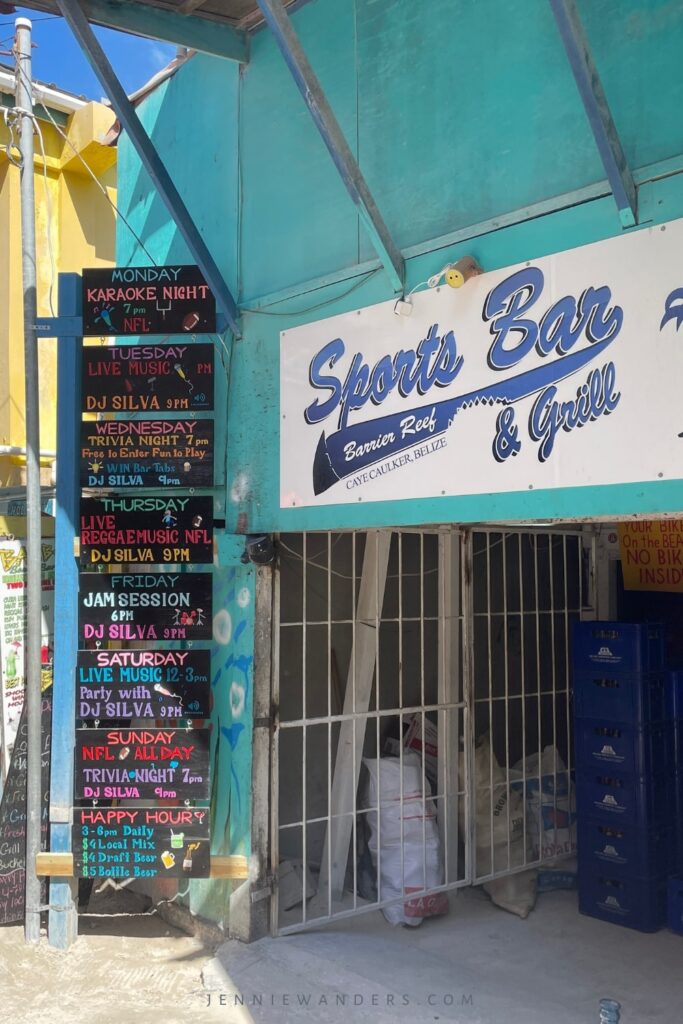 MONDAY
KARAOKE NIGHT
7pm
NFL
TUESDAY
LIVE MUSIC PM
DJ SILVA 9PM
WEDNESDAY
TRIVIA NIGHT 7pm
Free to Enter Fun to Play
WIN Bar Tabs
DJ SILVA 9pm
THURSDAY
LIVE
REGGAE MUSIC NFL
DJ SILVA 9PM
FRIDAY
JAM SESSION
6PM
DJ SILVA 9PM
SATURDAY
LIVE MUSIC 12-3pm
Party with
DJ SILVA 9PM
SUNDAY
NFL ALL DAY
TRIVIA NIGHT 7pm
DJ SILVA 9pm
HAPPY HOUR
3-6pm Daily
$4 Local Mix
$4 Draft Beer
$5 Bottle Beer
Sports Bar
& Grill
Barrier Reef
CAYE CAULKER, BELIZE
YOUR BIK
On the BEA
NO BIK
INSID
JENNIEWANDERS.COM